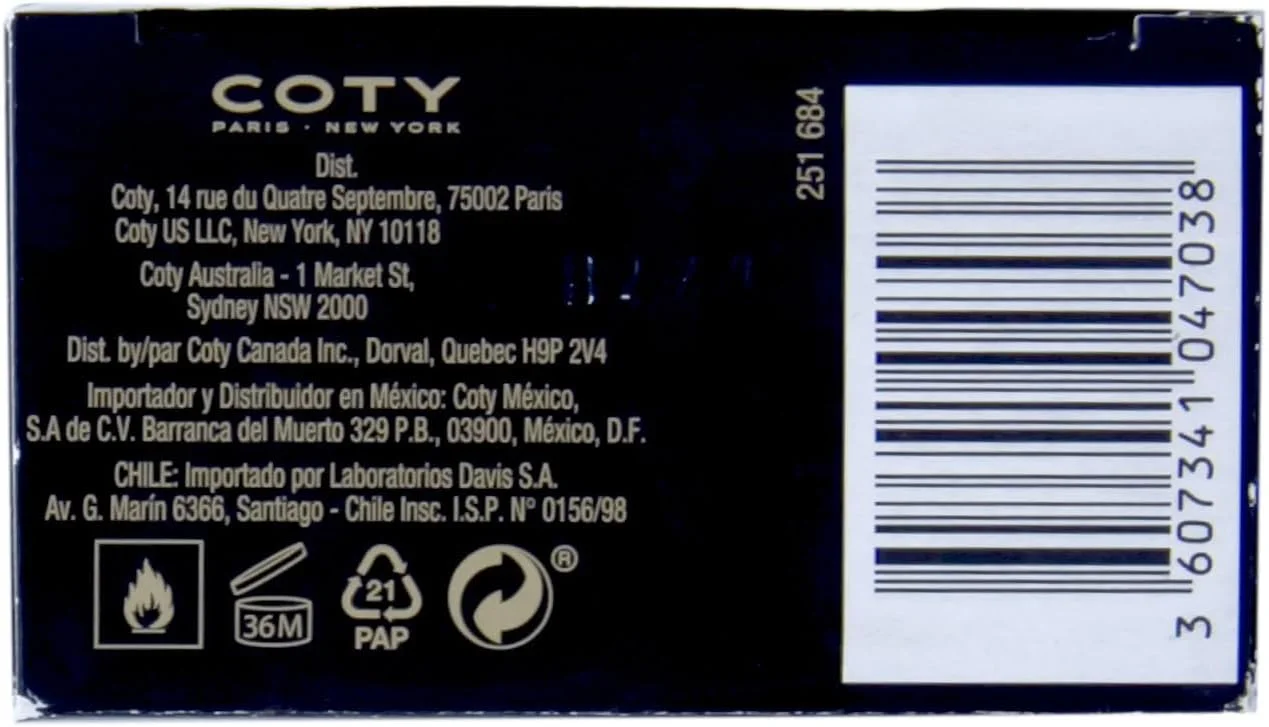 COTY
PARIS · NEW YORK
Dist.
Coty, 14 rue du Quatre Septembre, 75002 Paris
Coty US LLC, New York, NY 10118
Coty Australia - 1 Market St,
Sydney NSW 2000
Dist. by/par Coty Canada Inc., Dorval, Quebec H9P 2V4
Importador y Distribuidor en México: Coty México,
S.A de C.V. Barranca del Muerto 329 P.B., 03900, México, D.F.
CHILE: Importado por Laboratorios Davis S.A.
Av. G. Marín 6366, Santiago - Chile Insc. I.S.P. N° 0156/98
36M
21
PAP
®
251 684
3 607341 047038